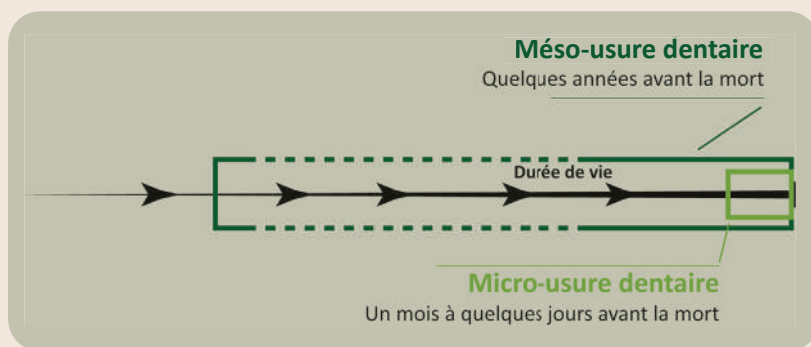 Méso-usure dentaire
Quelques années avant la mort
Durée de vie
Micro-usure dentaire
Un mois à quelques jours avant la mort